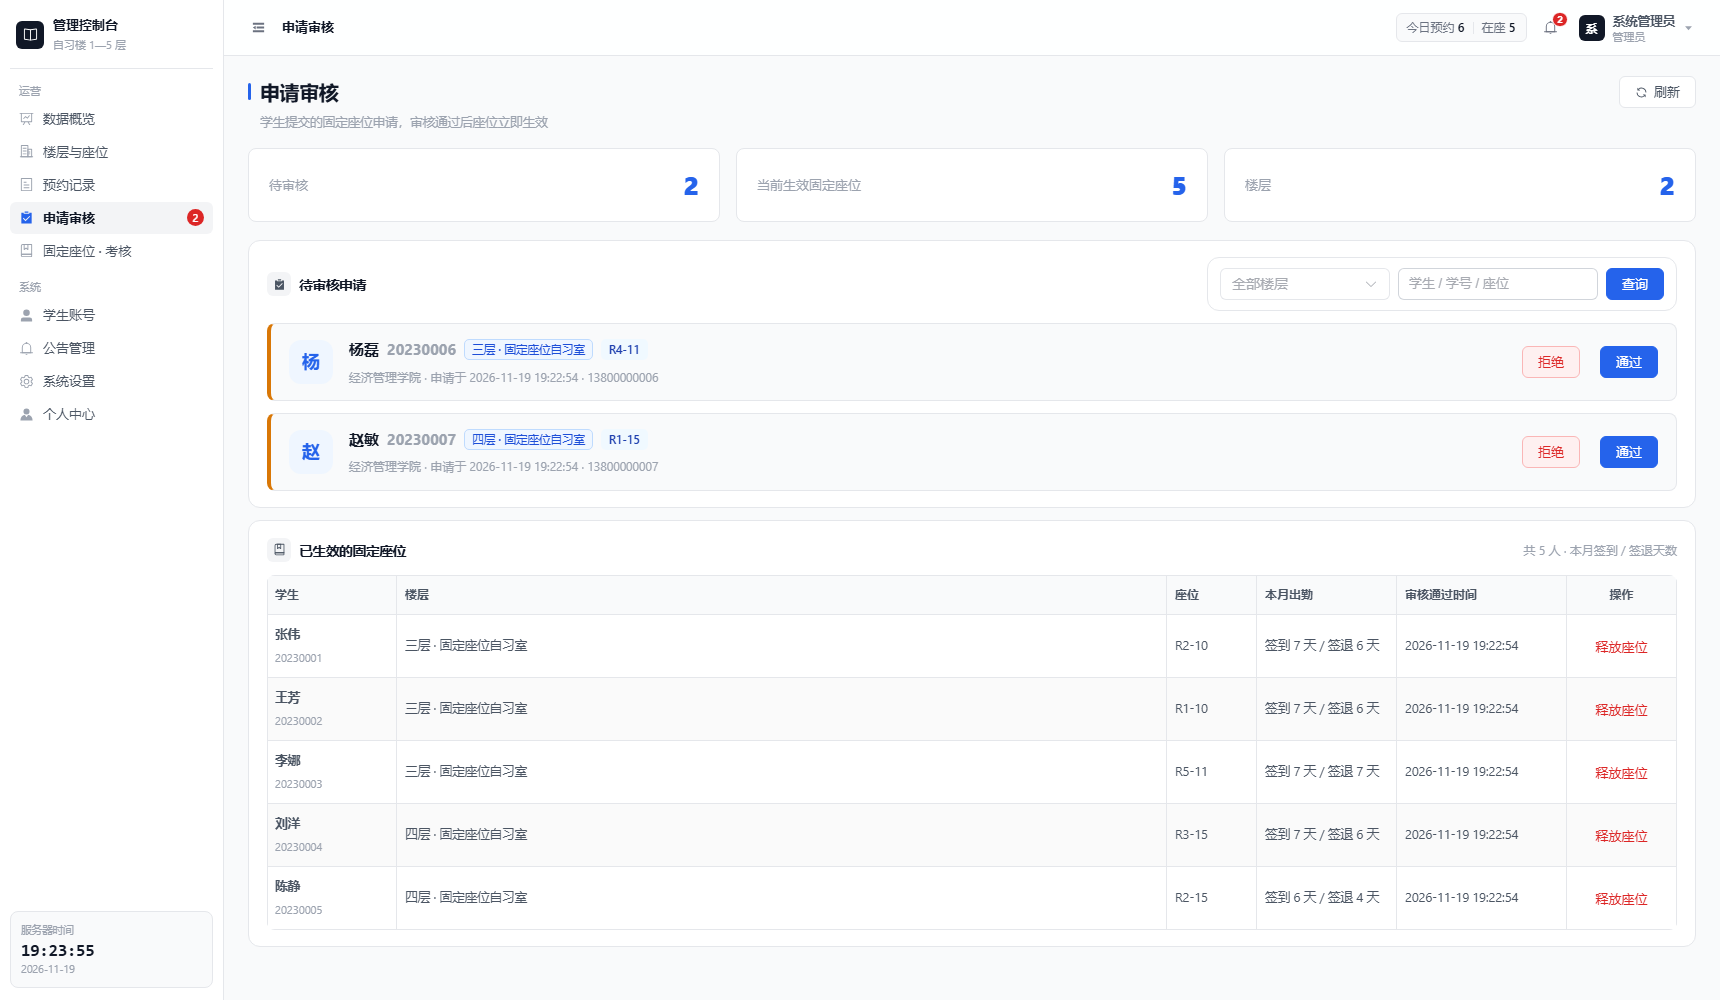 管理控制台
自习楼 1—5 层
运营
数据概览
楼层与座位
预约记录
申请审核 2
固定座位 · 考核
系统
学生账号
公告管理
系统设置
个人中心
服务器时间
19:23:55
2026-11-19
申请审核
今日预约 6 在座 5
2
系
系统管理员
管理员
申请审核
学生提交的固定座位申请，审核通过后座位立即生效
刷新
待审核 2
当前生效固定座位 5
楼层 2
待审核申请
全部楼层
学生 / 学号 / 座位
查询
杨
杨磊 20230006 三层 · 固定座位自习室 R4-11
经济管理学院 · 申请于 2026-11-19 19:22:54 · 13800000006
拒绝 通过
赵
赵敏 20230007 四层 · 固定座位自习室 R1-15
经济管理学院 · 申请于 2026-11-19 19:22:54 · 13800000007
拒绝 通过
已生效的固定座位
共 5 人 · 本月签到 / 签退天数
学生 楼层 座位 本月出勤 审核通过时间 操作
张伟
20230001
三层 · 固定座位自习室 R2-10 签到 7 天 / 签退 6 天 2026-11-19 19:22:54 释放座位
王芳
20230002
三层 · 固定座位自习室 R1-10 签到 7 天 / 签退 6 天 2026-11-19 19:22:54 释放座位
李娜
20230003
三层 · 固定座位自习室 R5-11 签到 7 天 / 签退 7 天 2026-11-19 19:22:54 释放座位
刘洋
20230004
四层 · 固定座位自习室 R3-15 签到 7 天 / 签退 6 天 2026-11-19 19:22:54 释放座位
陈静
20230005
四层 · 固定座位自习室 R2-15 签到 6 天 / 签退 4 天 2026-11-19 19:22:54 释放座位